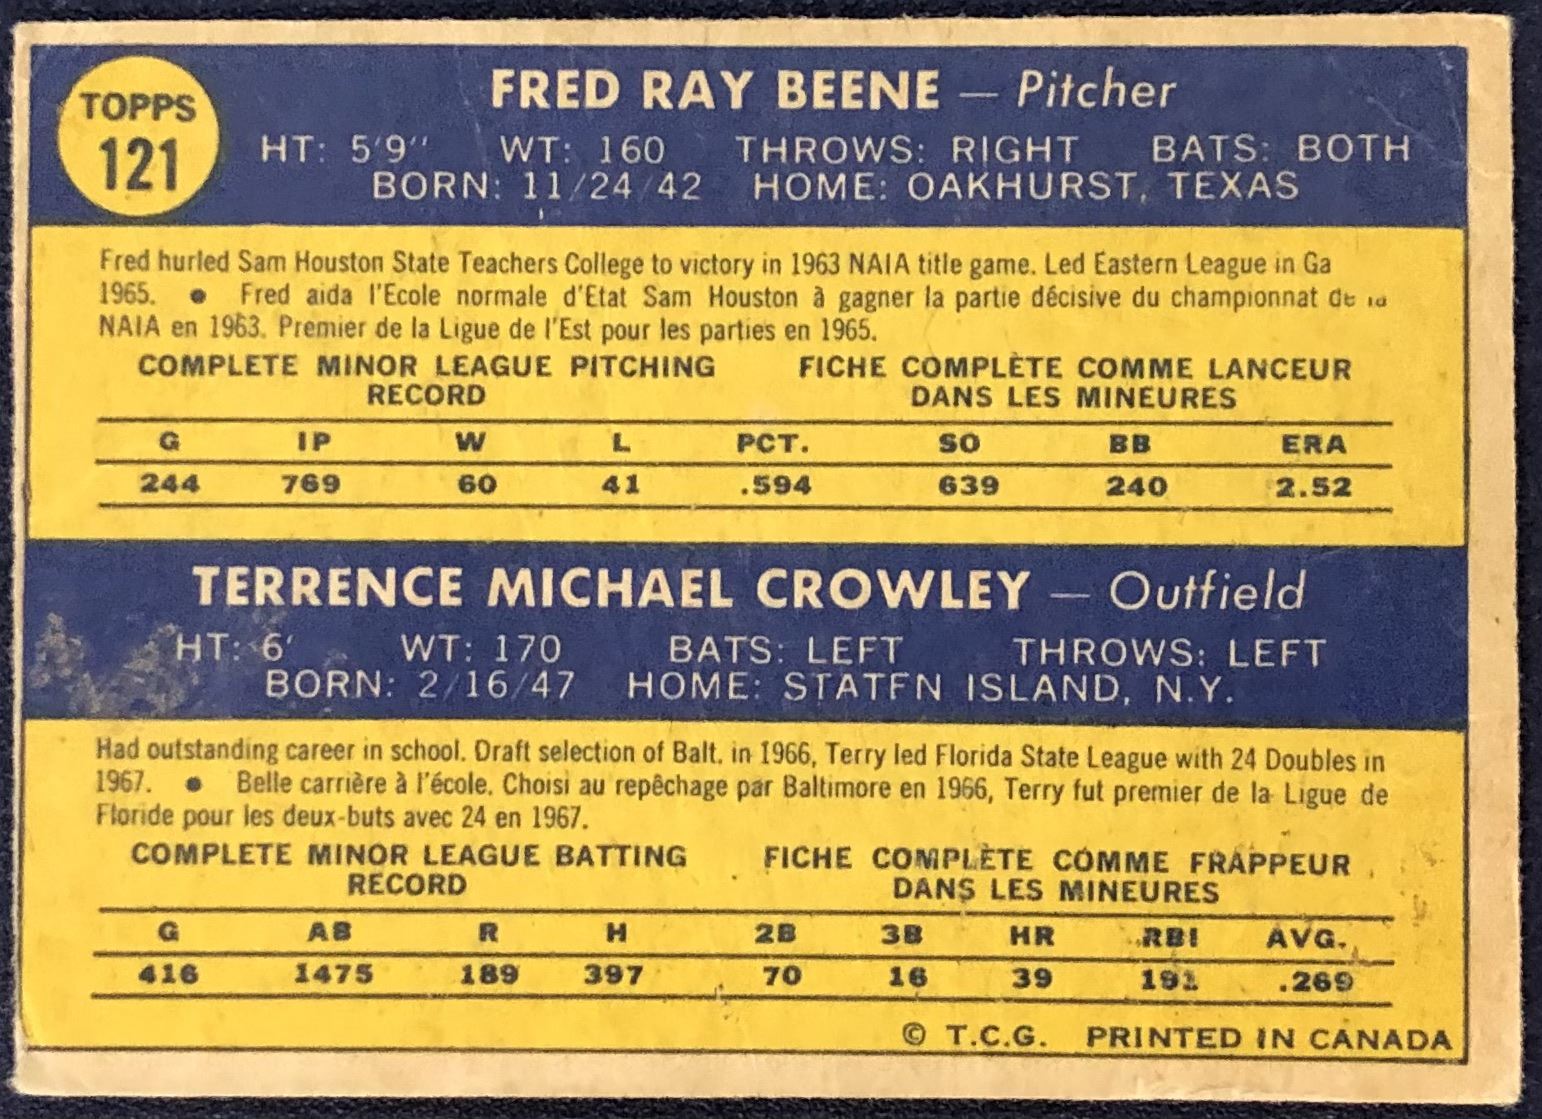 TOPPS
121
FRED RAY BEENE — Pitcher
HT: 5'9" WT: 160 THROWS: RIGHT BATS: BOTH
BORN: 11/24/42 HOME: OAKHURST, TEXAS
Fred hurled Sam Houston State Teachers College to victory in 1963 NAIA title game. Led Eastern League in Ga
1965. ● Fred aida l'Ecole normale d'Etat Sam Houston à gagner la partie décisive du championnat de la
NAIA en 1963. Premier de la Ligue de l'Est pour les parties en 1965.
COMPLETE MINOR LEAGUE PITCHING FICHE COMPLÈTE COMME LANCEUR
RECORD DANS LES MINEURES
G IP W L PCT. SO BB ERA
244 769 60 41 .594 639 240 2.52
TERRENCE MICHAEL CROWLEY — Outfield
HT: 6' WT: 170 BATS: LEFT THROWS: LEFT
BORN: 2/16/47 HOME: STATEN ISLAND, N.Y.
Had outstanding career in school. Draft selection of Balt. in 1966, Terry led Florida State League with 24 Doubles in
1967. ● Belle carrière à l'école. Choisi au repêchage par Baltimore en 1966, Terry fut premier de la Ligue de
Floride pour les deux-buts avec 24 en 1967.
COMPLETE MINOR LEAGUE BATTING FICHE COMPLÈTE COMME FRAPPEUR
RECORD DANS LES MINEURES
G AB R H 2B 3B HR RBI AVG.
416 1475 189 397 70 16 39 191 .269
© T.C.G. PRINTED IN CANADA